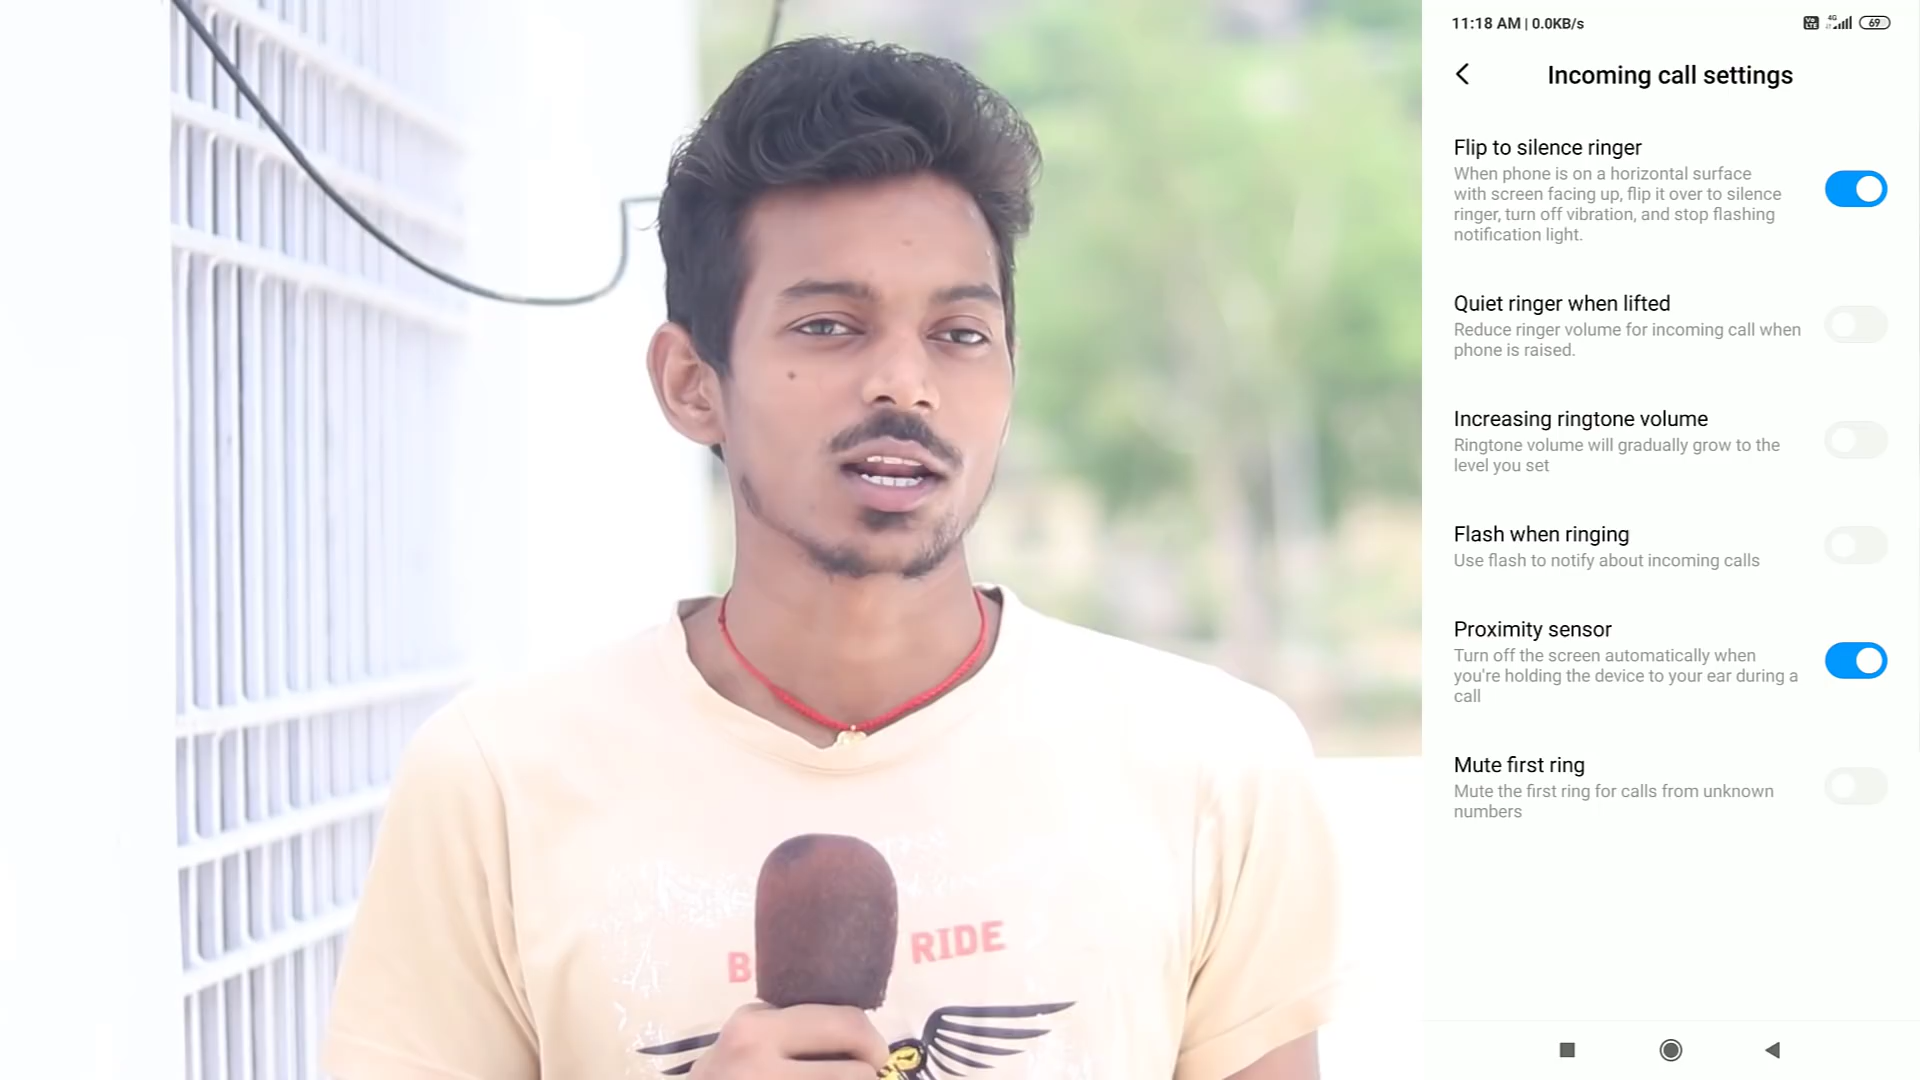 11:18 AM | 0.0KB/s
4G
69
Incoming call settings
Flip to silence ringer
When phone is on a horizontal surface
with screen facing up, flip it over to silence
ringer, turn off vibration, and stop flashing
notification light.
Quiet ringer when lifted
Reduce ringer volume for incoming call when
phone is raised.
Increasing ringtone volume
Ringtone volume will gradually grow to the
level you set
Flash when ringing
Use flash to notify about incoming calls
Proximity sensor
Turn off the screen automatically when
you're holding the device to your ear during a
call
Mute first ring
Mute the first ring for calls from unknown
numbers
RIDE